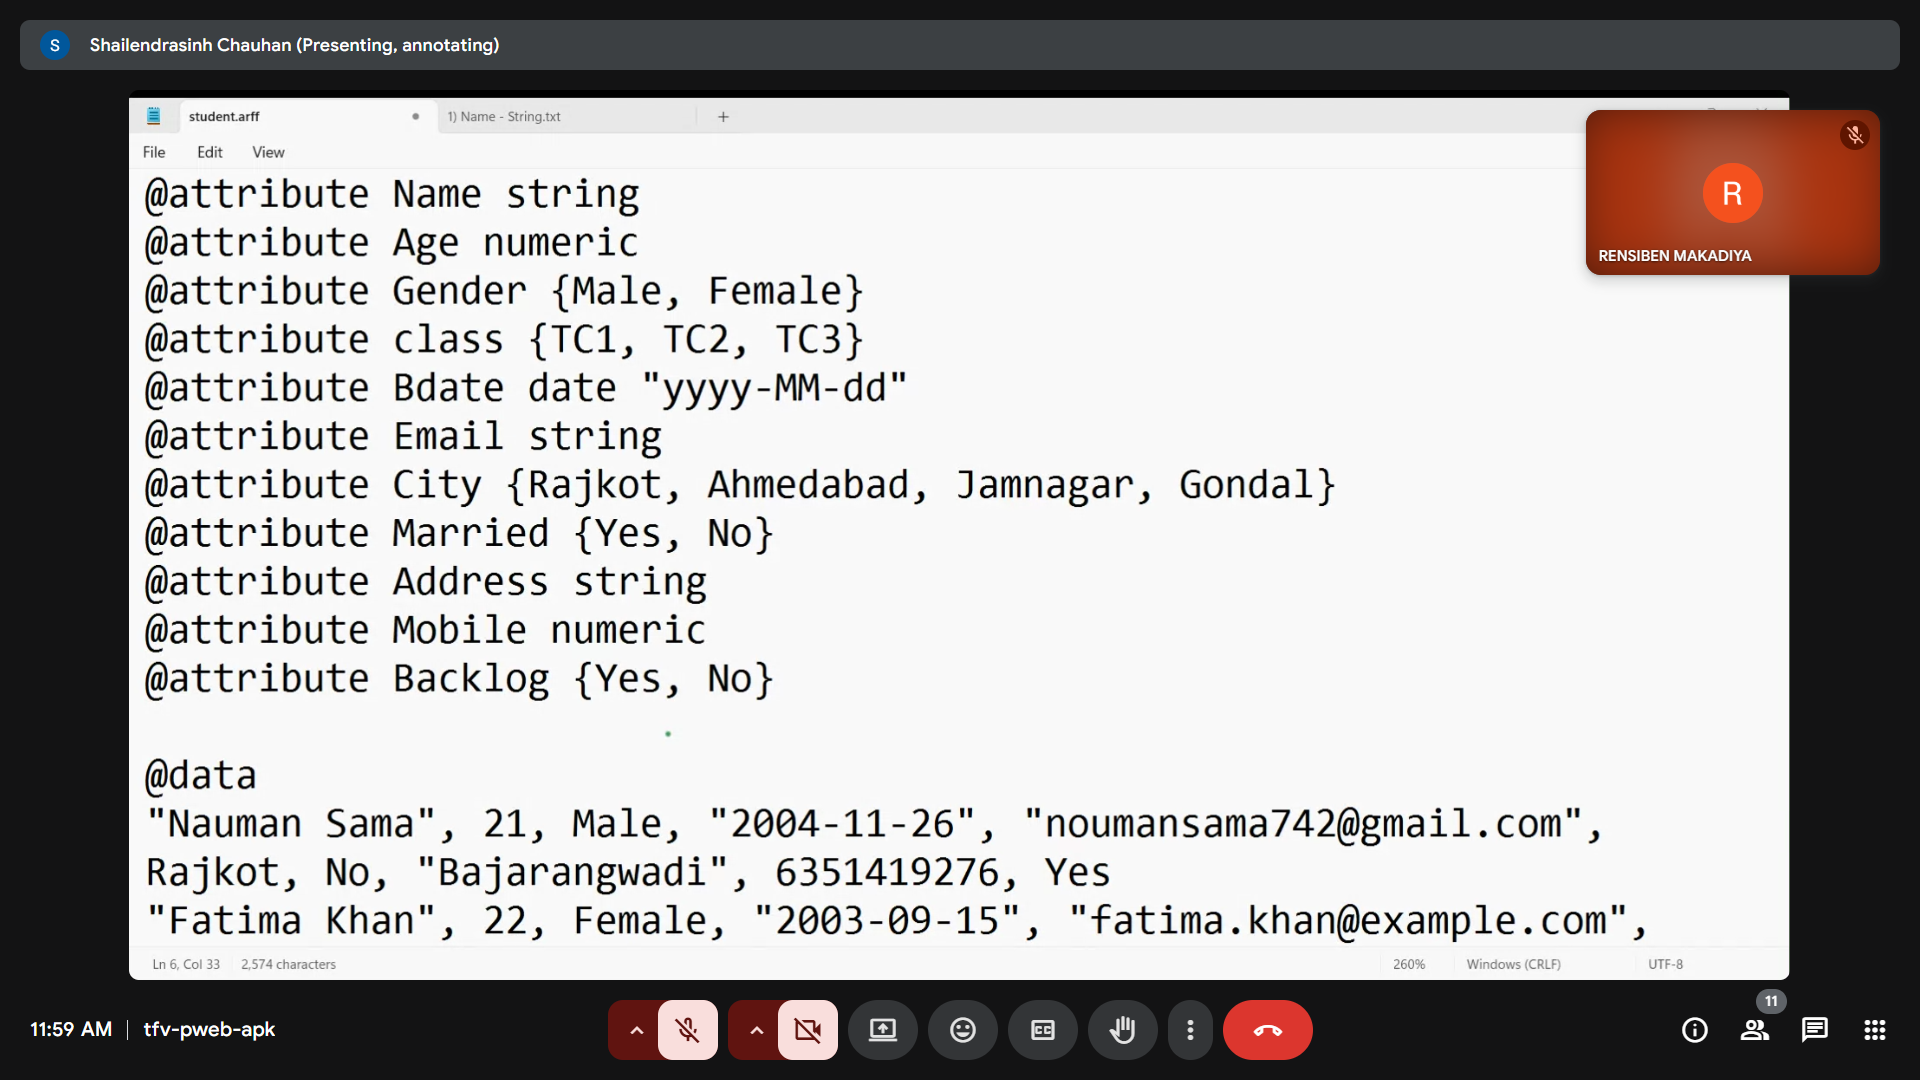 S Shailendrasinh Chauhan (Presenting, annotating)
student.arff
1) Name - String.txt
File Edit View
@attribute Name string
@attribute Age numeric
@attribute Gender {Male, Female}
@attribute class {TC1, TC2, TC3}
@attribute Bdate date "yyyy-MM-dd"
@attribute Email string
@attribute City {Rajkot, Ahmedabad, Jamnagar, Gondal}
@attribute Married {Yes, No}
@attribute Address string
@attribute Mobile numeric
@attribute Backlog {Yes, No}
@data
"Nauman Sama", 21, Male, "2004-11-26", "noumansama742@gmail.com",
Rajkot, No, "Bajarangwadi", 6351419276, Yes
"Fatima Khan", 22, Female, "2003-09-15", "fatima.khan@example.com",
Ln 6, Col 33 2,574 characters 260% Windows (CRLF) UTF-8
R
RENSIBEN MAKADIYA
11:59 AM | tfv-pweb-apk
CC
11